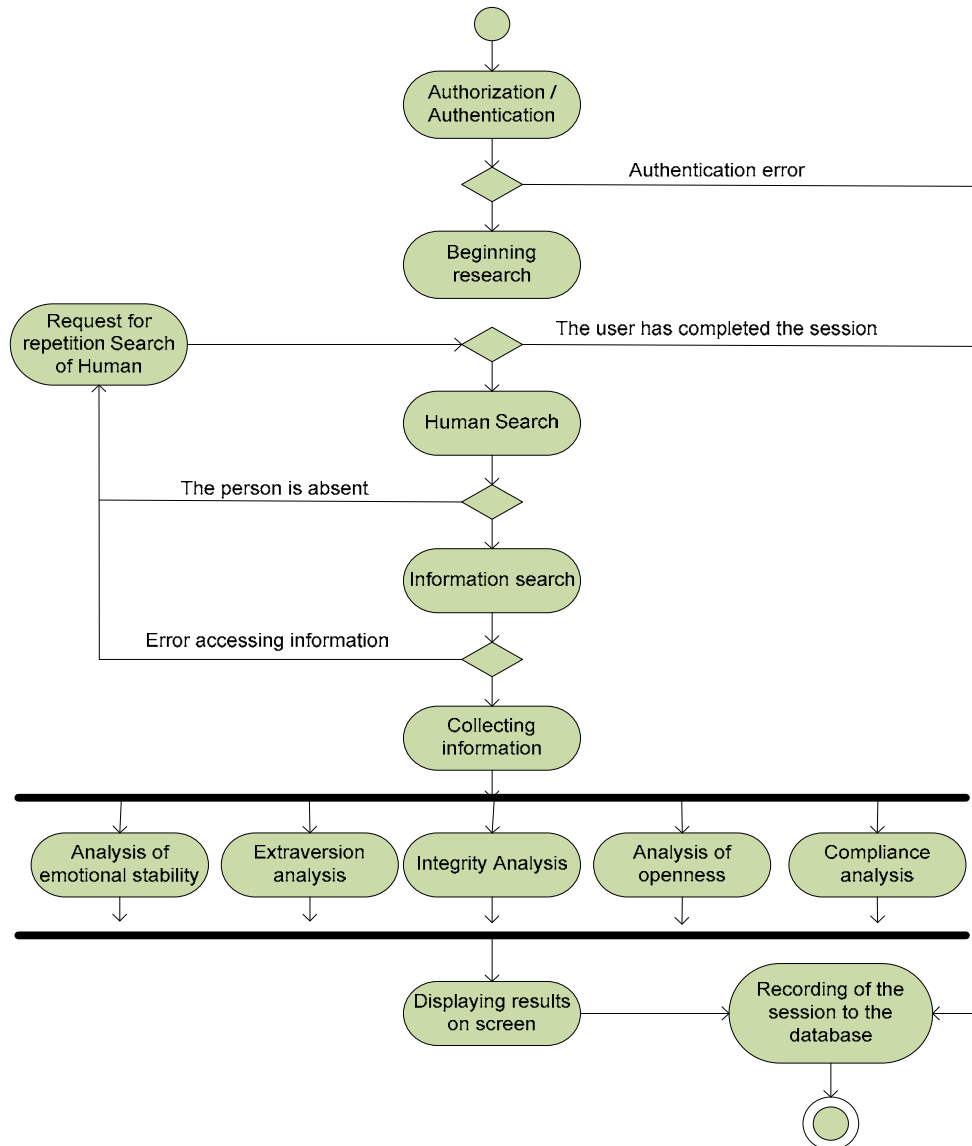 Authorization /
Authentication
Authentication error
Beginning
research
Request for
repetition Search
of Human
The user has completed the session
Human Search
The person is absent
Information search
Error accessing information
Collecting
information
Analysis of
emotional stability
Extraversion
analysis
Integrity Analysis
Analysis of
openness
Compliance
analysis
Displaying results
on screen
Recording of the
session to the
database